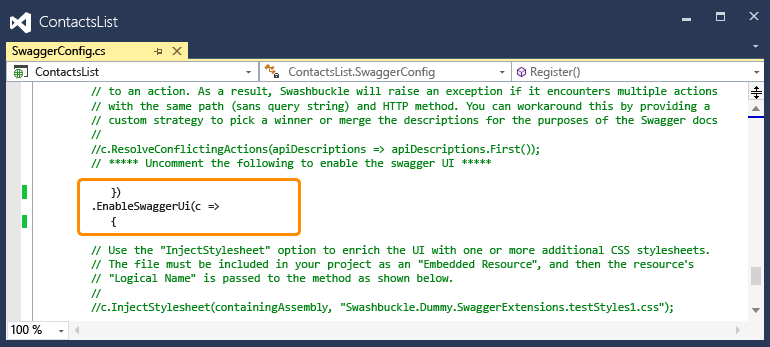 ContactsList
SwaggerConfig.cs
ContactsList
ContactsList.SwaggerConfig
Register()
// to an action. As a result, Swashbuckle will raise an exception if it encounters multiple actions
// with the same path (sans query string) and HTTP method. You can workaround this by providing a
// custom strategy to pick a winner or merge the descriptions for the purposes of the Swagger docs
//
//c.ResolveConflictingActions(apiDescriptions => apiDescriptions.First());
// ***** Uncomment the following to enable the swagger UI *****
})
.EnableSwaggerUi(c =>
{
// Use the "InjectStylesheet" option to enrich the UI with one or more additional CSS stylesheets.
// The file must be included in your project as an "Embedded Resource", and then the resource's
// "Logical Name" is passed to the method as shown below.
//
//c.InjectStylesheet(containingAssembly, "Swashbuckle.Dummy.SwaggerExtensions.testStyles1.css");
100 %